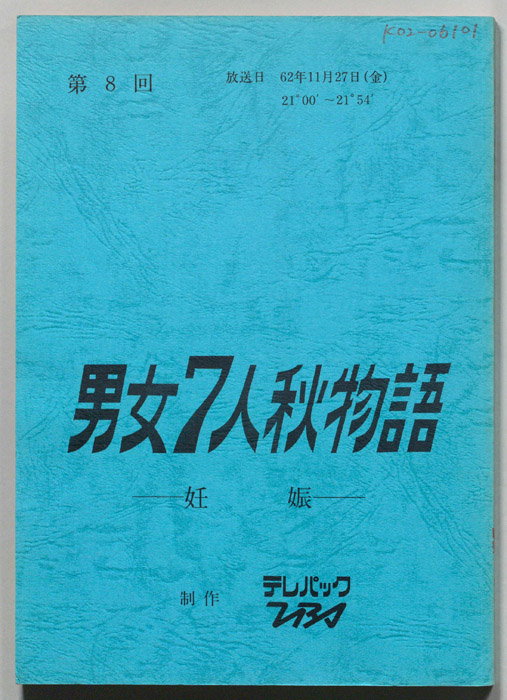 K02-06101
第 8 回
放送日 62年11月27日(金)
21°00′～21°54′
男女7人秋物語
——妊 娠——
制作
テレパック
TBS